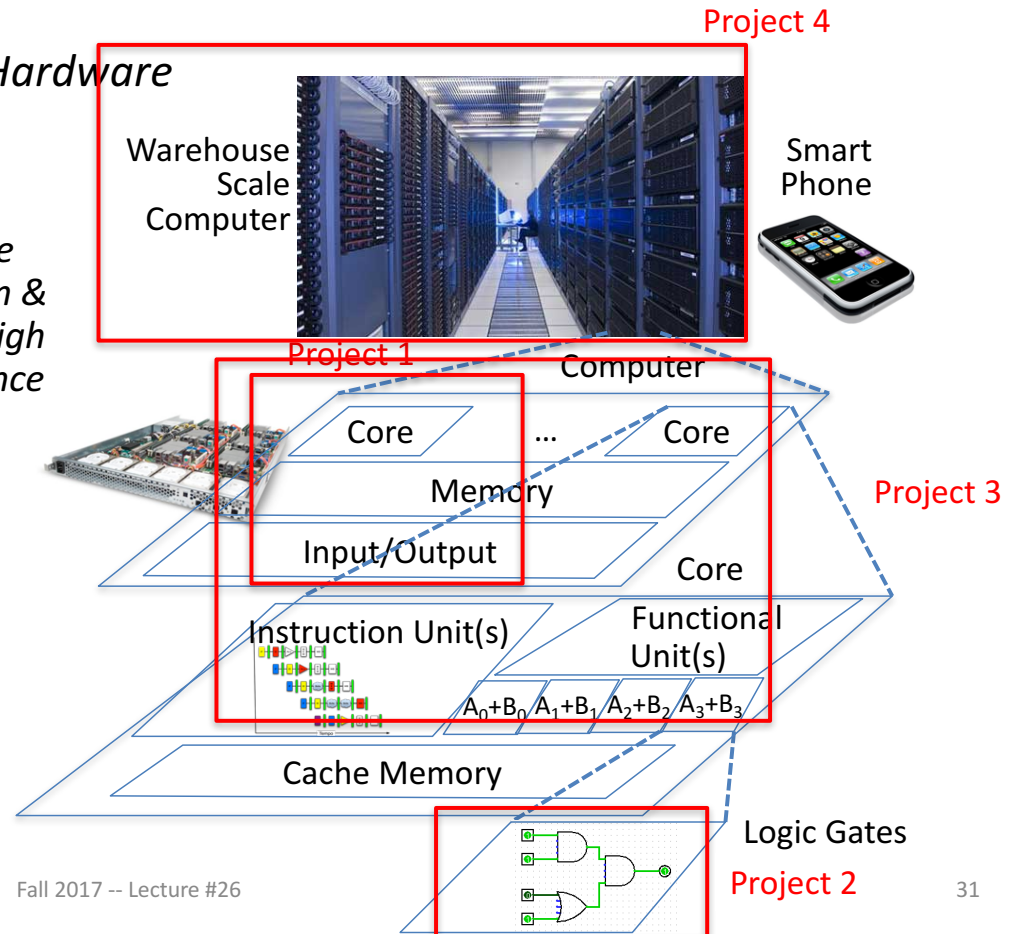 Project 4
Hardware
Warehouse
Scale
Computer
Smart
Phone
e
n &
igh
nce
Project 1
Computer
Core
...
Core
Memory
Project 3
Input/Output
Core
Instruction Unit(s)
Functional
Unit(s)
A₀+B₀ A₁+B₁ A₂+B₂ A₃+B₃
Cache Memory
Logic Gates
Project 2
Fall 2017 -- Lecture #26
31